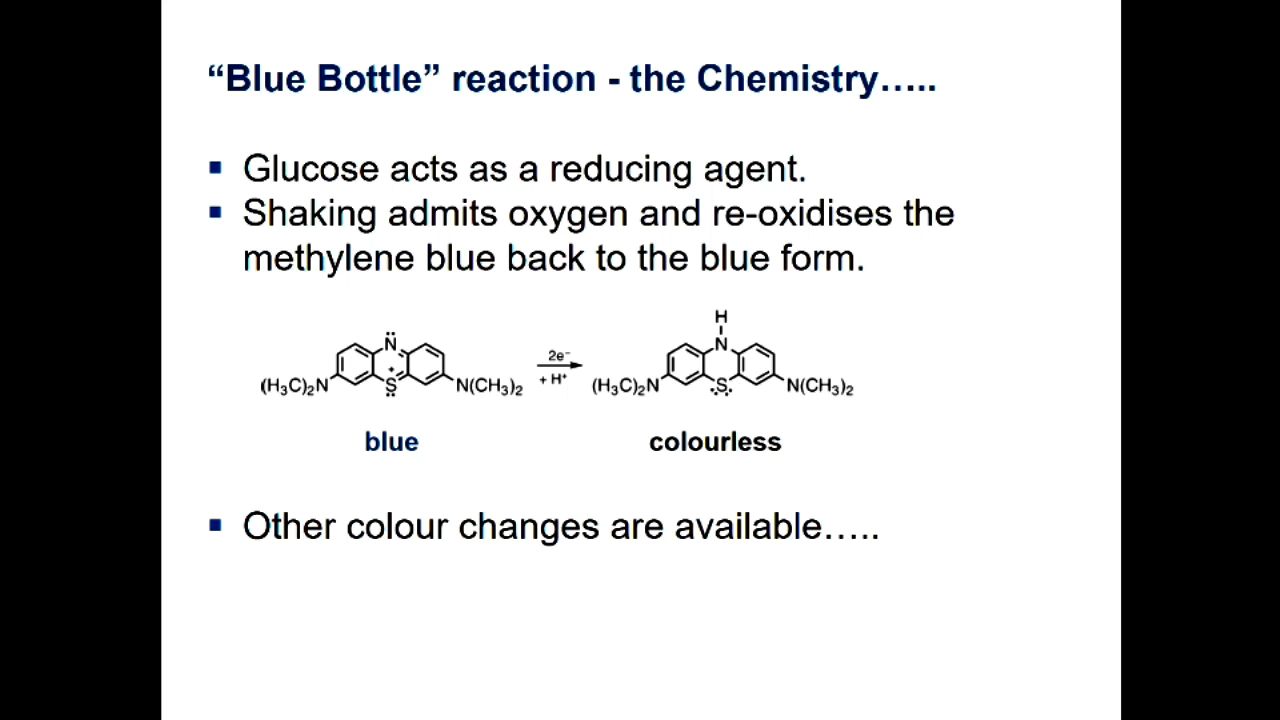 “Blue Bottle” reaction - the Chemistry…..
▪ Glucose acts as a reducing agent.
▪ Shaking admits oxygen and re-oxidises the
methylene blue back to the blue form.
H
N N
2e⁻
+ H⁺
(H₃C)₂N S + N(CH₃)₂ (H₃C)₂N S N(CH₃)₂
blue colourless
▪ Other colour changes are available…..